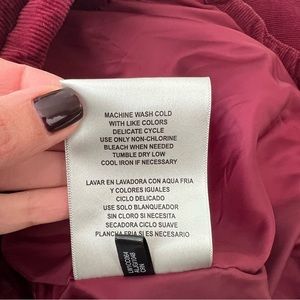 MACHINE WASH COLD
WITH LIKE COLORS
DELICATE CYCLE
USE ONLY NON-CHLORINE
BLEACH WHEN NEEDED
TUMBLE DRY LOW
COOL IRON IF NECESSARY
LAVAR EN LAVADORA CON AQUA FRIA
Y COLORES IGUALES
CICLO DELICADO
USE SOLO BLANQUEADOR
SIN CLORO SI NECESITA
SECADORA CICLO SUAVE
PLANCHA FRIA SI ES NECESARIO